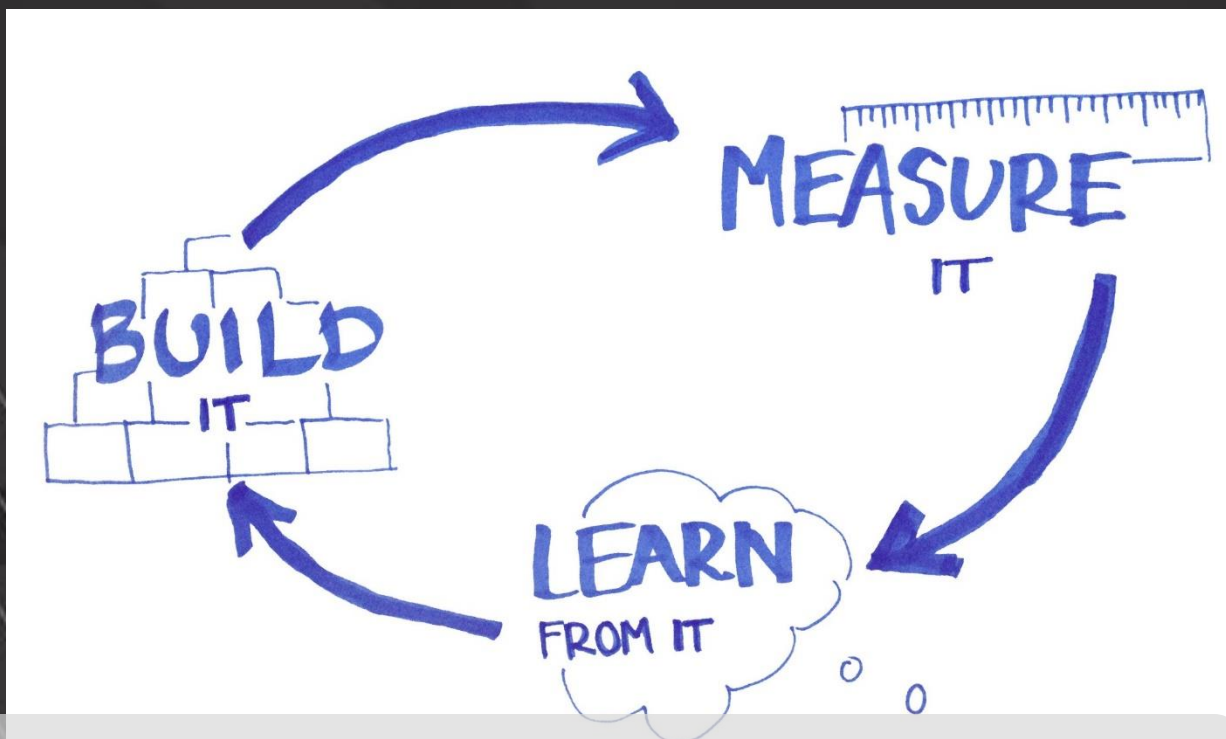 BUILD
IT
MEASURE
IT
LEARN
FROM IT